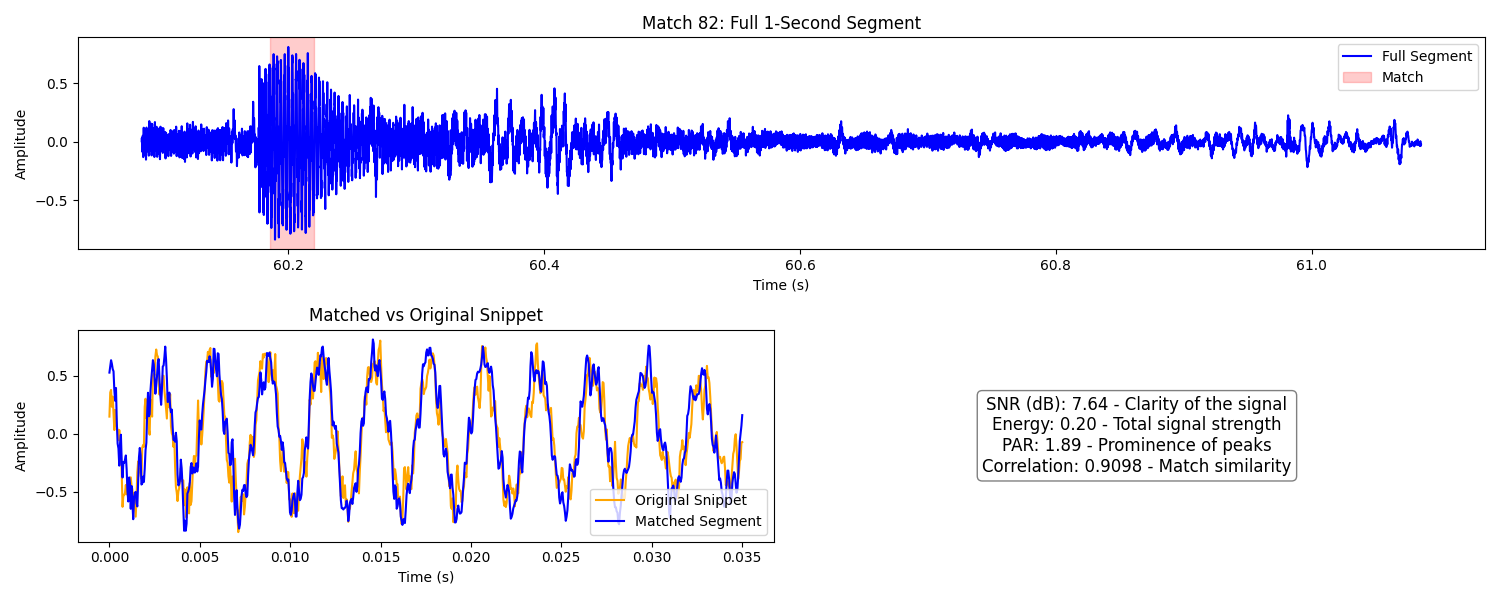 Match 82: Full 1-Second Segment
Amplitude
0.5
0.0
−0.5
Full Segment
Match
60.2
60.4
60.6
60.8
61.0
Time (s)
Matched vs Original Snippet
Amplitude
0.5
0.0
−0.5
Original Snippet
Matched Segment
0.000
0.005
0.010
0.015
0.020
0.025
0.030
0.035
Time (s)
SNR (dB): 7.64 - Clarity of the signal
Energy: 0.20 - Total signal strength
PAR: 1.89 - Prominence of peaks
Correlation: 0.9098 - Match similarity